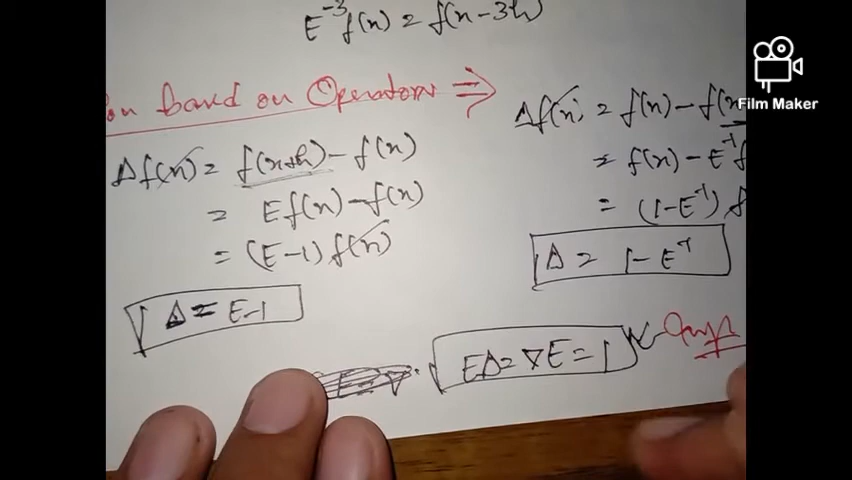 E⁻³ f(x) = f(x-3h)
on based on Operators ⇒
Δf(x) = f(x+h) - f(x)
= Ef(x) - f(x)
= (E-1) f(x)
Δ = E-1
Δf(x) = f(x) - f(x
= f(x) - E⁻¹ f
= (1-E⁻¹) f
Δ = 1-E⁻¹
EΔ = ∇E = 1
Film Maker